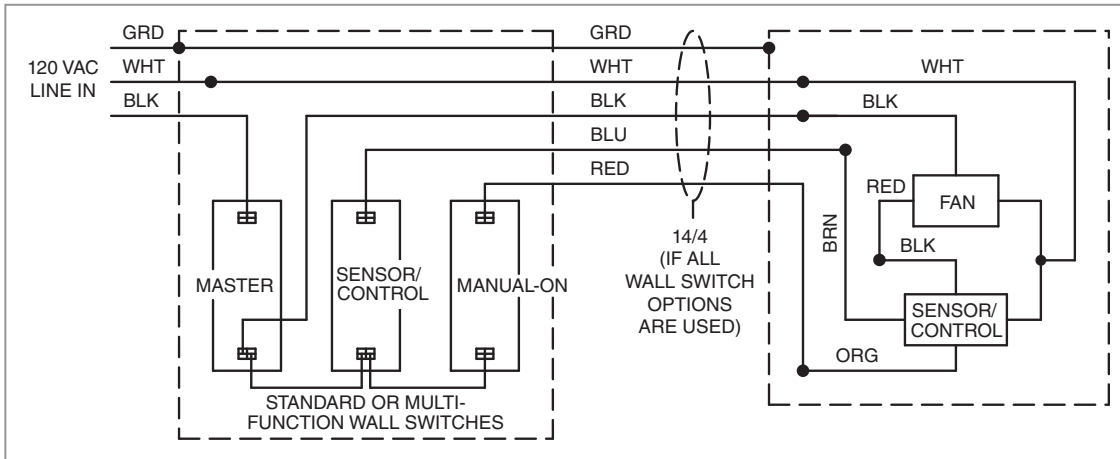 GRD
GRD
120 VAC
LINE IN
WHT
WHT
WHT
BLK
BLK
BLK
BLU
RED
RED
FAN
BRN
BLK
14/4
(IF ALL
WALL SWITCH
OPTIONS
ARE USED)
MASTER
SENSOR/
CONTROL
MANUAL-ON
SENSOR/
CONTROL
ORG
STANDARD OR MULTI-
FUNCTION WALL SWITCHES